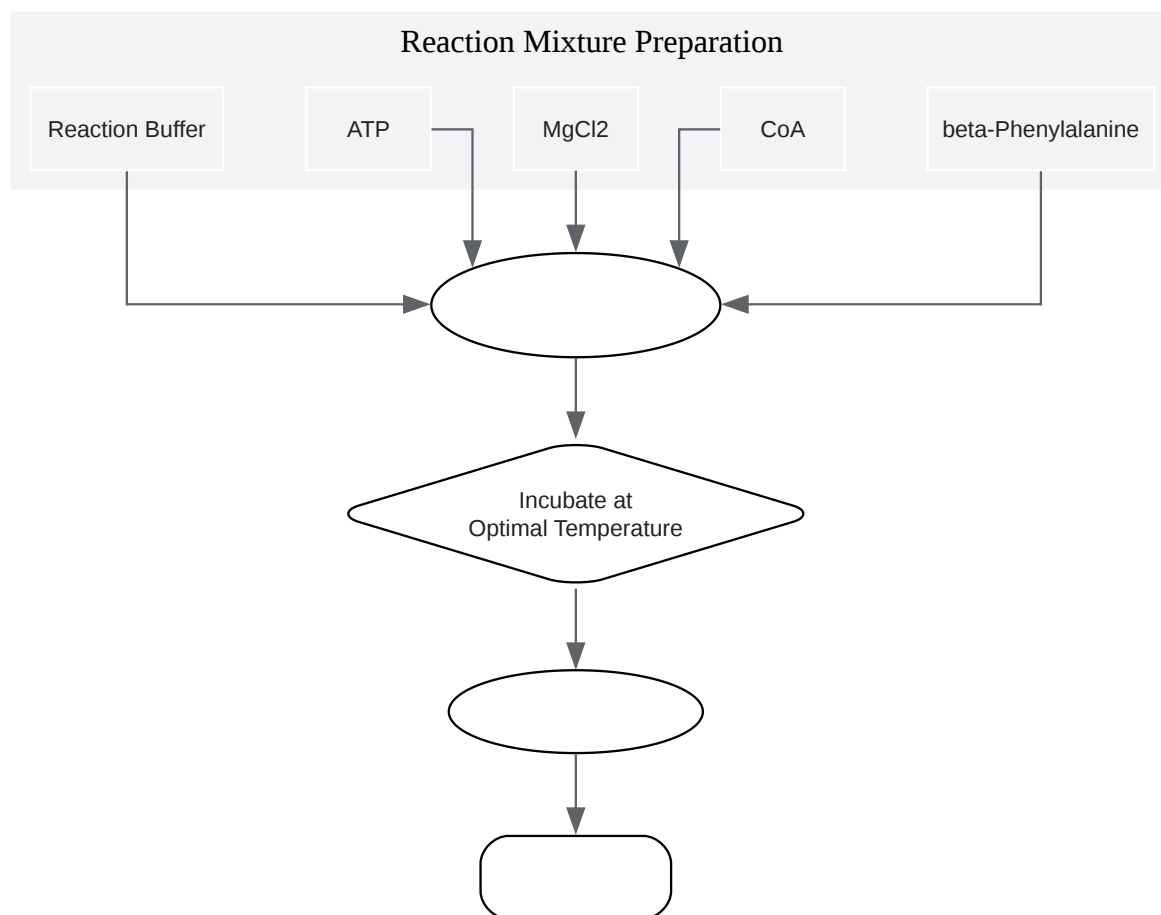 Reaction Mixture Preparation
Reaction Buffer
ATP
MgCl2
CoA
beta-Phenylalanine
Incubate at
Optimal Temperature